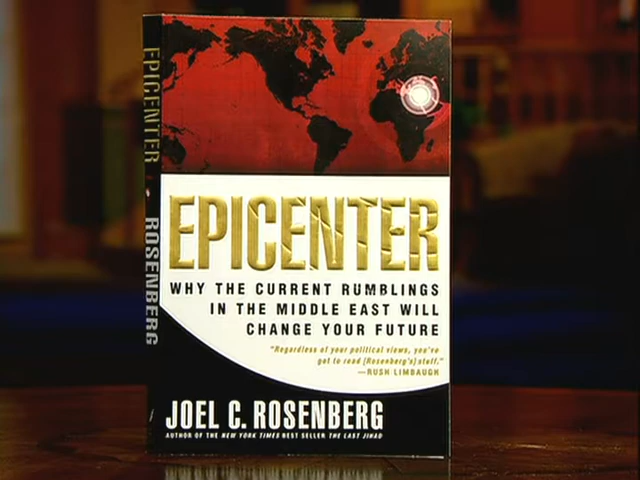 EPICENTER
ROSENBERG
EPICENTER
WHY THE CURRENT RUMBLINGS
IN THE MIDDLE EAST WILL
CHANGE YOUR FUTURE
"Regardless of your political views, you've
got to read [Rosenberg's] stuff."
—RUSH LIMBAUGH
JOEL C. ROSENBERG
AUTHOR OF THE NEW YORK TIMES BEST SELLER THE LAST JIHAD